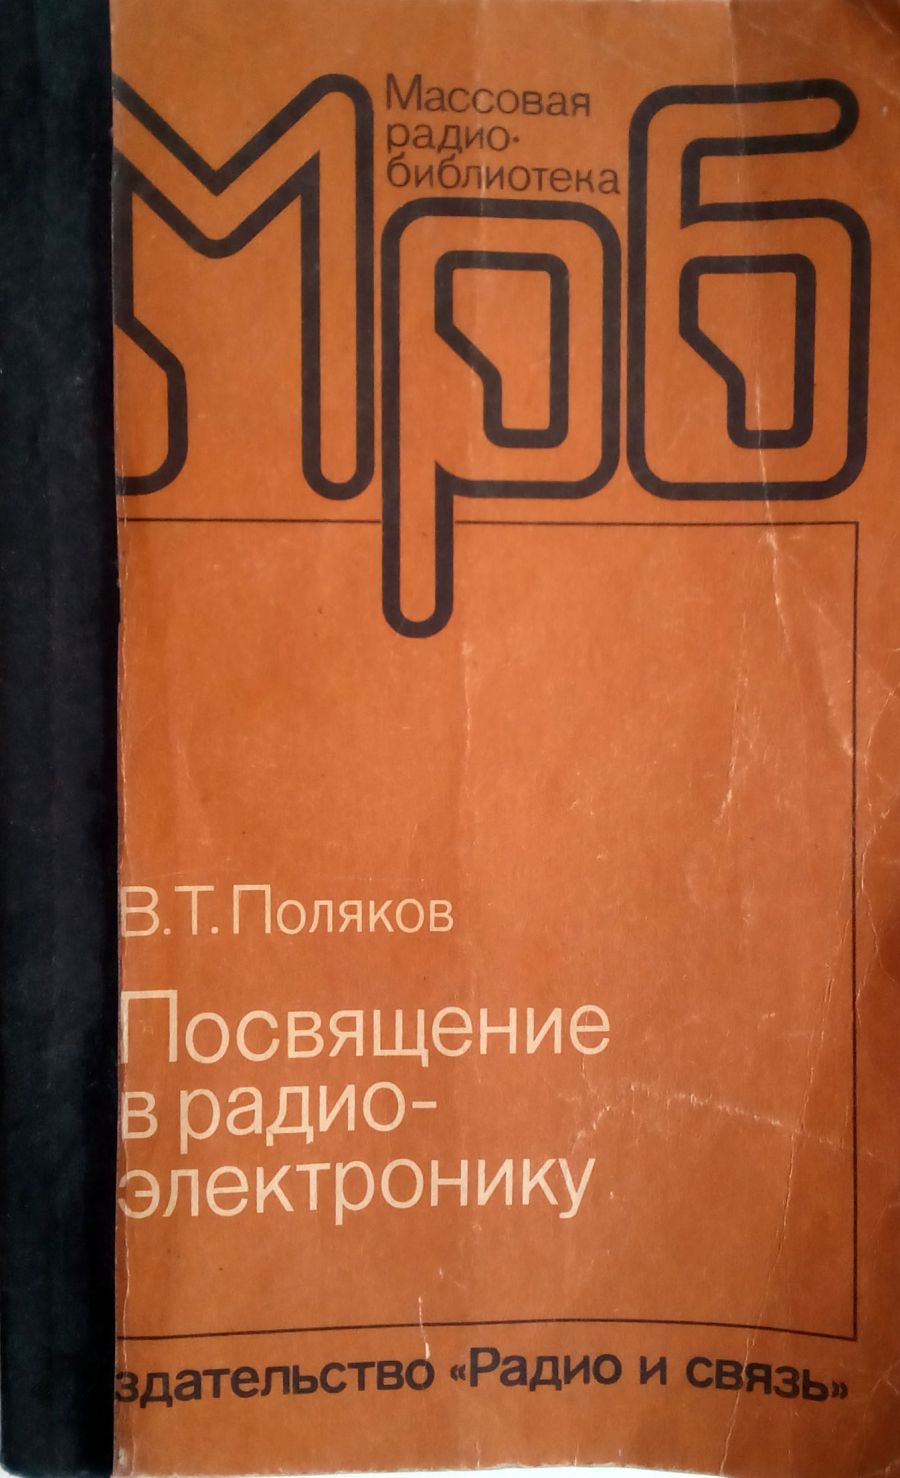 Массовая
радио-
библиотека
Мрб
В.Т.Поляков
Посвящение
в радио-
электронику
здательство «Радио и связь»